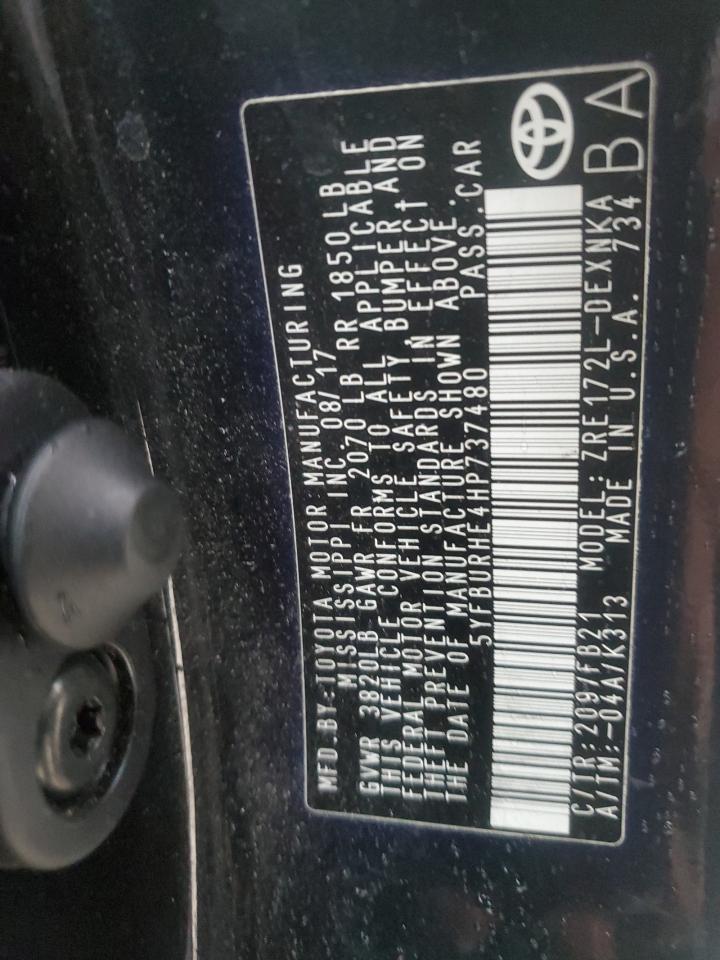 MFD. BY: TOYOTA MOTOR MANUFACTURING
MISSISSIPPI INC. 08/17
GVWR 3820LB GAWR FR 2070 LB RR 1850 LB
THIS VEHICLE CONFORMS TO ALL APPLICABLE
FEDERAL MOTOR VEHICLE SAFETY, BUMPER, AND
THEFT PREVENTION STANDARDS IN EFFECT ON
THE DATE OF MANUFACTURE SHOWN ABOVE.
5YFBURHE4HP737480 PASS. CAR
C/TR: 209/FB21 MODEL: ZRE172L-DEXNKA
A/TM: -04A/K313 MADE IN U.S.A. 734
BA